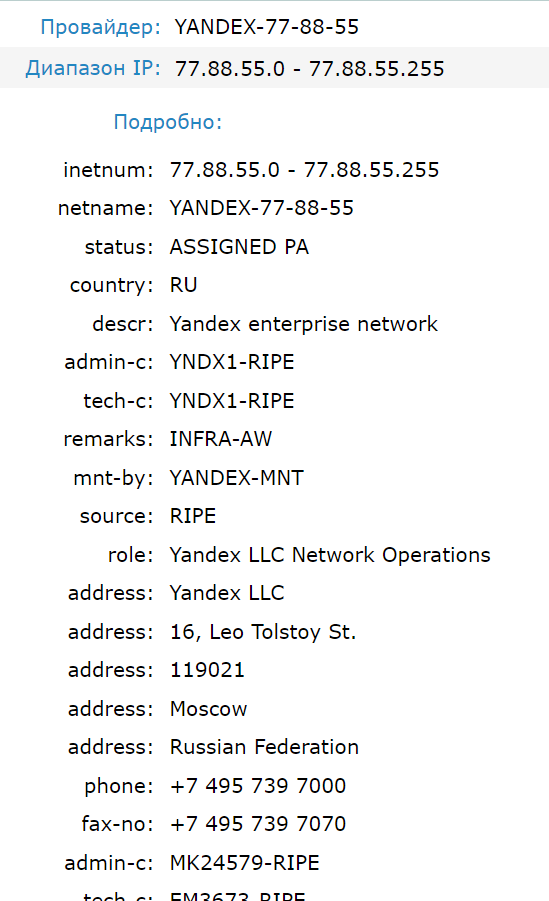 Провайдер: YANDEX-77-88-55
Диапазон IP: 77.88.55.0 - 77.88.55.255
Подробно:
inetnum: 77.88.55.0 - 77.88.55.255
netname: YANDEX-77-88-55
status: ASSIGNED PA
country: RU
descr: Yandex enterprise network
admin-c: YNDX1-RIPE
tech-c: YNDX1-RIPE
remarks: INFRA-AW
mnt-by: YANDEX-MNT
source: RIPE
role: Yandex LLC Network Operations
address: Yandex LLC
address: 16, Leo Tolstoy St.
address: 119021
address: Moscow
address: Russian Federation
phone: +7 495 739 7000
fax-no: +7 495 739 7070
admin-c: MK24579-RIPE
tech-c: EM3673-RIPE